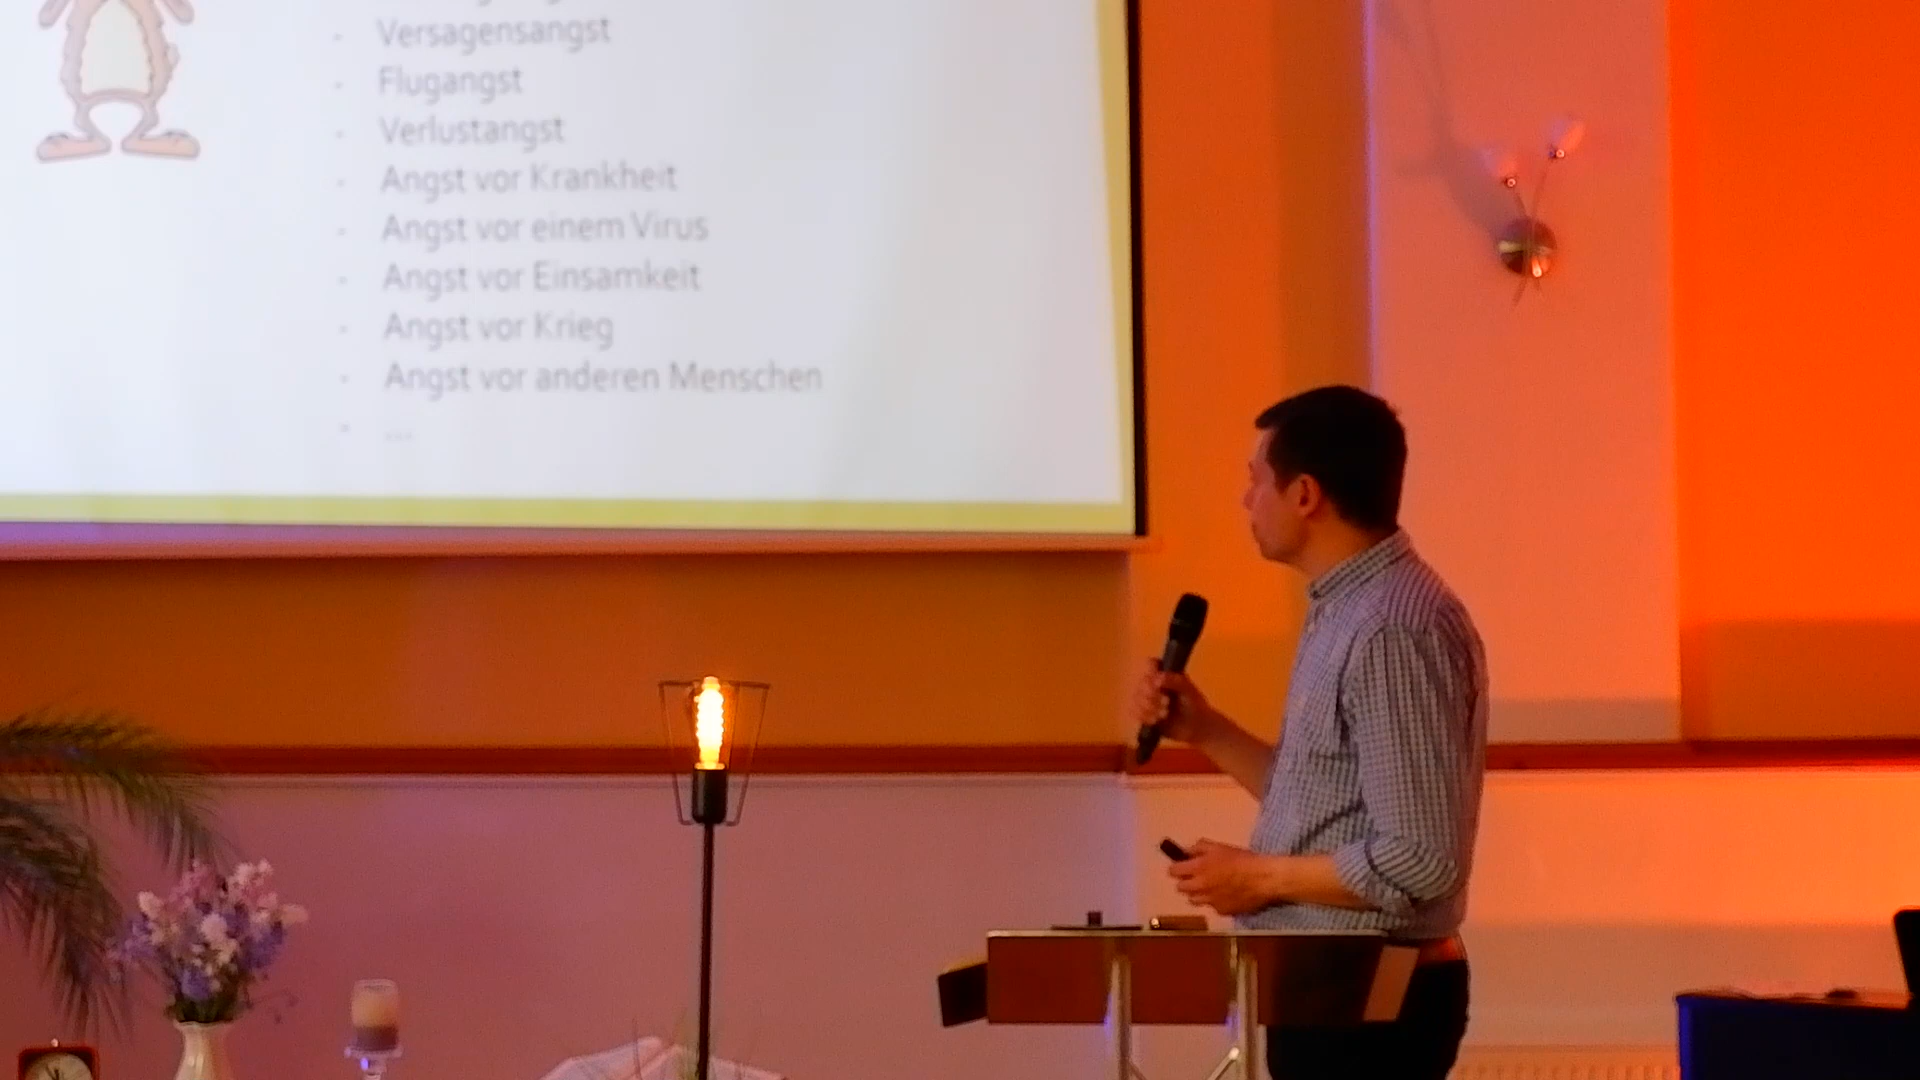 - Versagensangst
- Flugangst
- Verlustangst
- Angst vor Krankheit
- Angst vor einem Virus
- Angst vor Einsamkeit
- Angst vor Krieg
- Angst vor anderen Menschen
- ...